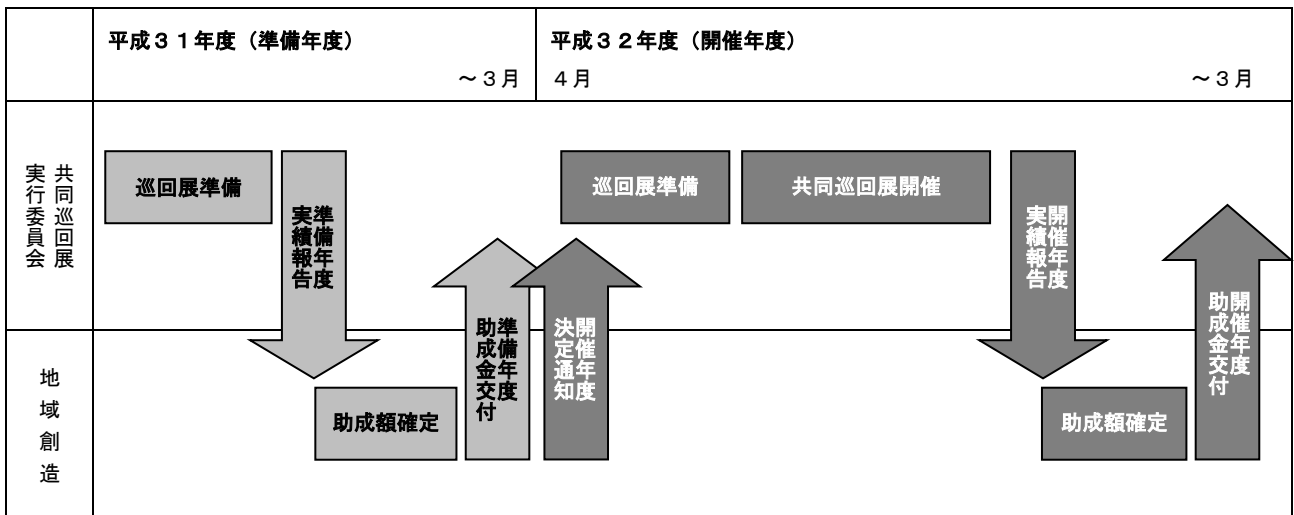 平成３１年度（準備年度）
～３月
平成３２年度（開催年度）
４月
～３月
共同巡回展
実行委員会
巡回展準備
準備年度
実績報告
巡回展準備
共同巡回展開催
開催年度
実績報告
地域創造
助成額確定
準備年度
助成金交付
開催年度
決定通知
助成額確定
開催年度
助成金交付